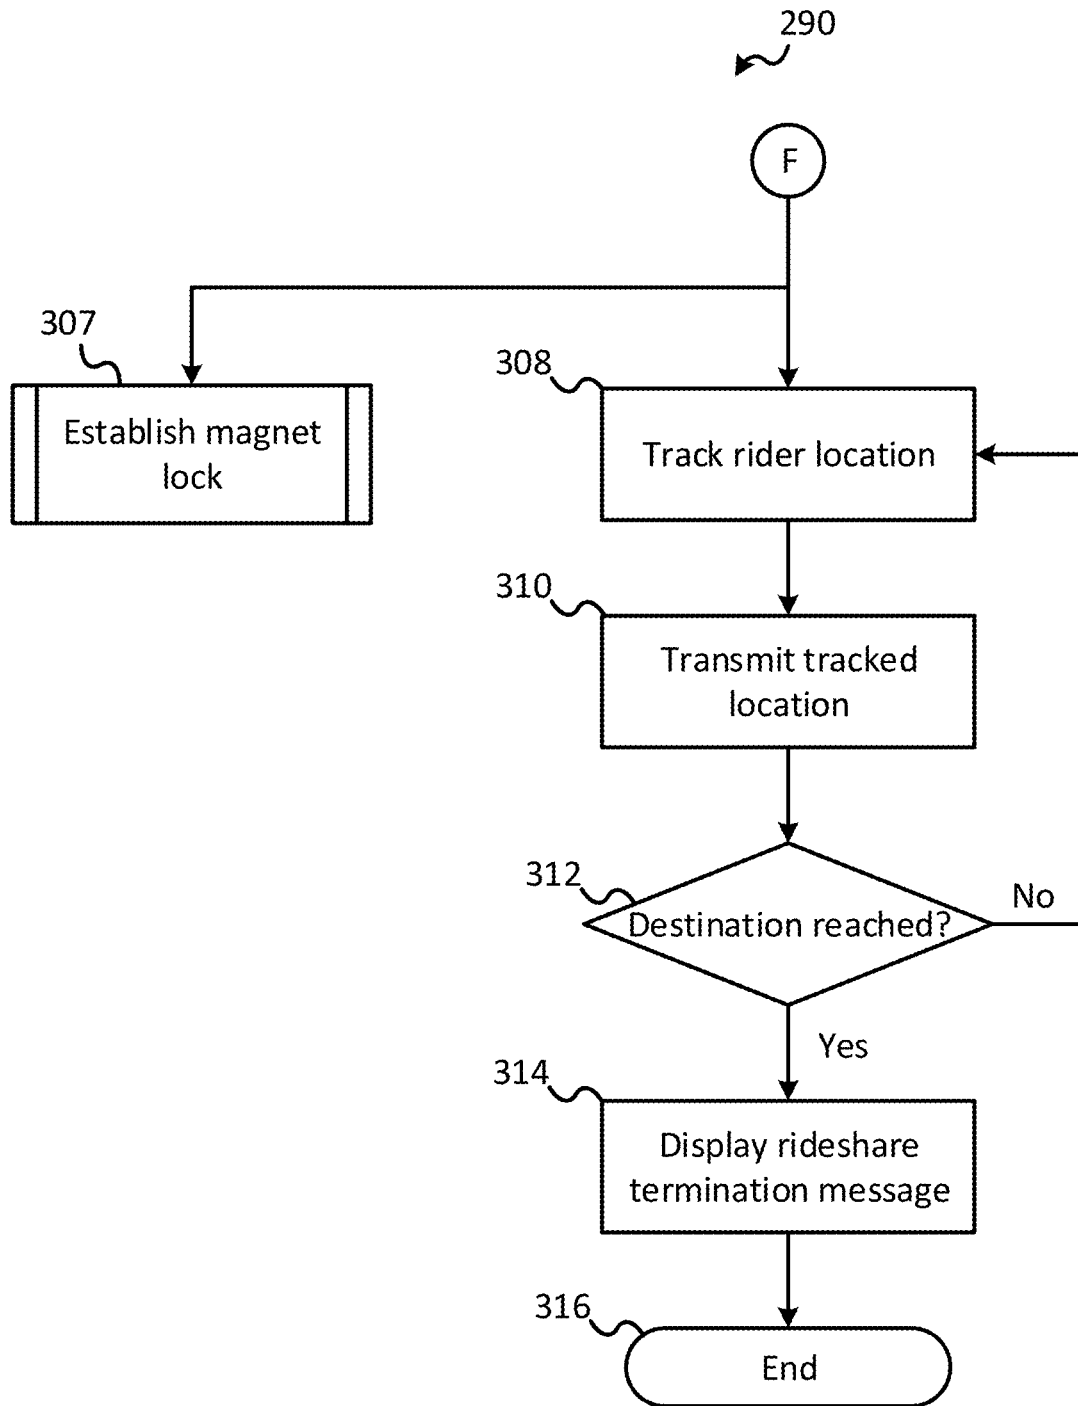 290
F
307
Establish magnet
lock
308
Track rider location
310
Transmit tracked
location
312
Destination reached?
No
Yes
314
Display rideshare
termination message
316
End